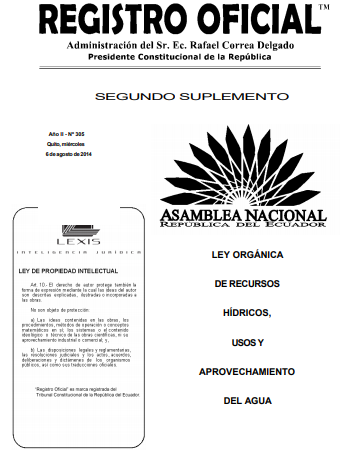 REGISTRO OFICIAL™
Administración del Sr. Ec. Rafael Correa Delgado
Presidente Constitucional de la República
SEGUNDO SUPLEMENTO
Año II - Nº 305
Quito, miércoles
6 de agosto de 2014
ASAMBLEA NACIONAL
REPÚBLICA DEL ECUADOR
LEXIS
INTELIGENCIA JURÍDICA
LEY DE PROPIEDAD INTELECTUAL
Art. 10.- El derecho de autor protege también la
forma de expresión mediante la cual las ideas del autor
son descritas, explicadas, ilustradas o incorporadas a
las obras.
No son objeto de protección:
a) Las ideas contenidas en las obras, los
procedimientos, métodos de operación o conceptos
matemáticos en sí; los sistemas o el contenido
ideológico o técnico de las obras científicas, ni su
aprovechamiento industrial o comercial; y,
b) Las disposiciones legales y reglamentarias,
las resoluciones judiciales y los actos, acuerdos,
deliberaciones y dictámenes de los organismos
públicos, así como sus traducciones oficiales.
"Registro Oficial" es marca registrada del
Tribunal Constitucional de la República del Ecuador.
LEY ORGÁNICA
DE RECURSOS
HÍDRICOS,
USOS Y
APROVECHAMIENTO
DEL AGUA